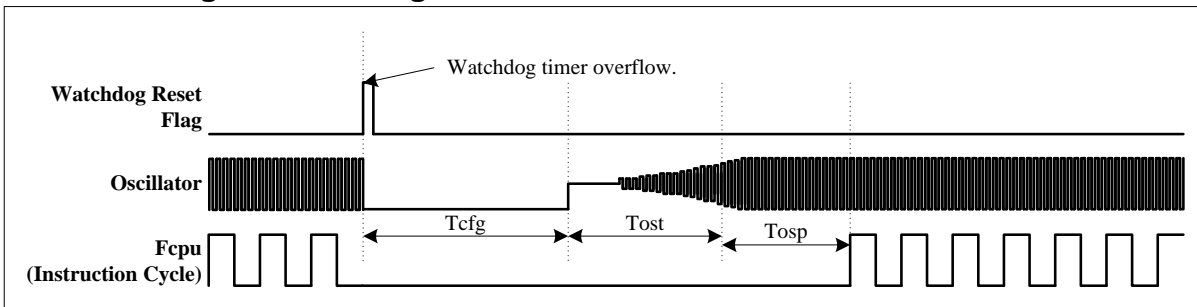 Watchdog timer overflow.
Watchdog Reset
Flag
Oscillator
Tcfg
Tost
Tosp
Fcpu
(Instruction Cycle)